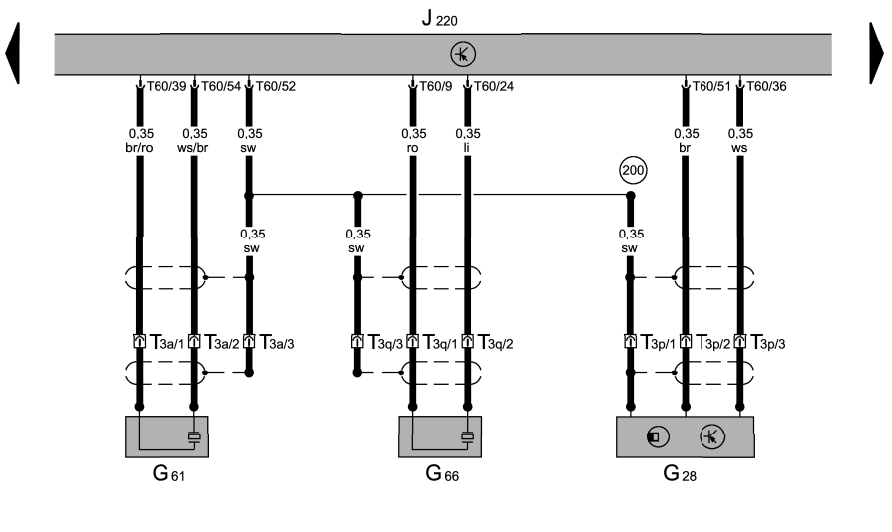 J 220
T60/39 T60/54 T60/52 T60/9 T60/24 T60/51 T60/36
0,35 0,35 0,35 0,35 0,35 0,35 0,35
br/ro ws/br sw ro li br ws
200
0,35 0,35 0,35
sw sw sw
T3a/1 T3a/2 T3a/3 T3q/3 T3q/1 T3q/2 T3p/1 T3p/2 T3p/3
G 61 G 66 G 28